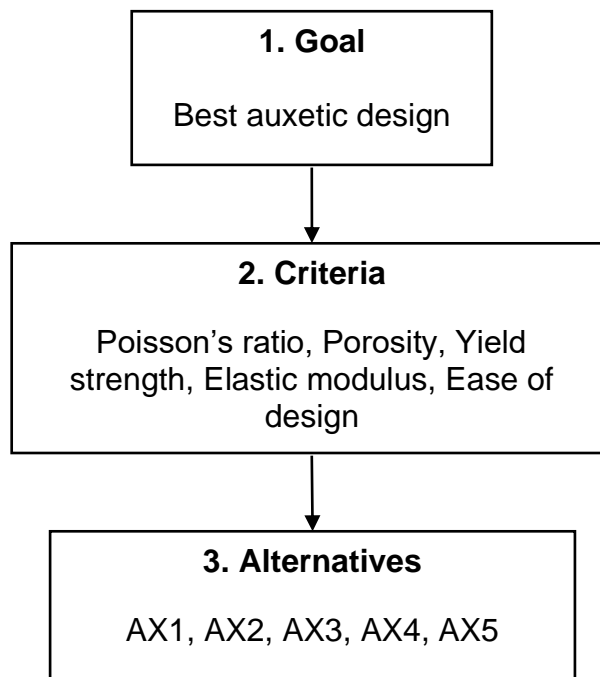 1. Goal
Best auxetic design
2. Criteria
Poisson’s ratio, Porosity, Yield
strength, Elastic modulus, Ease of
design
3. Alternatives
AX1, AX2, AX3, AX4, AX5